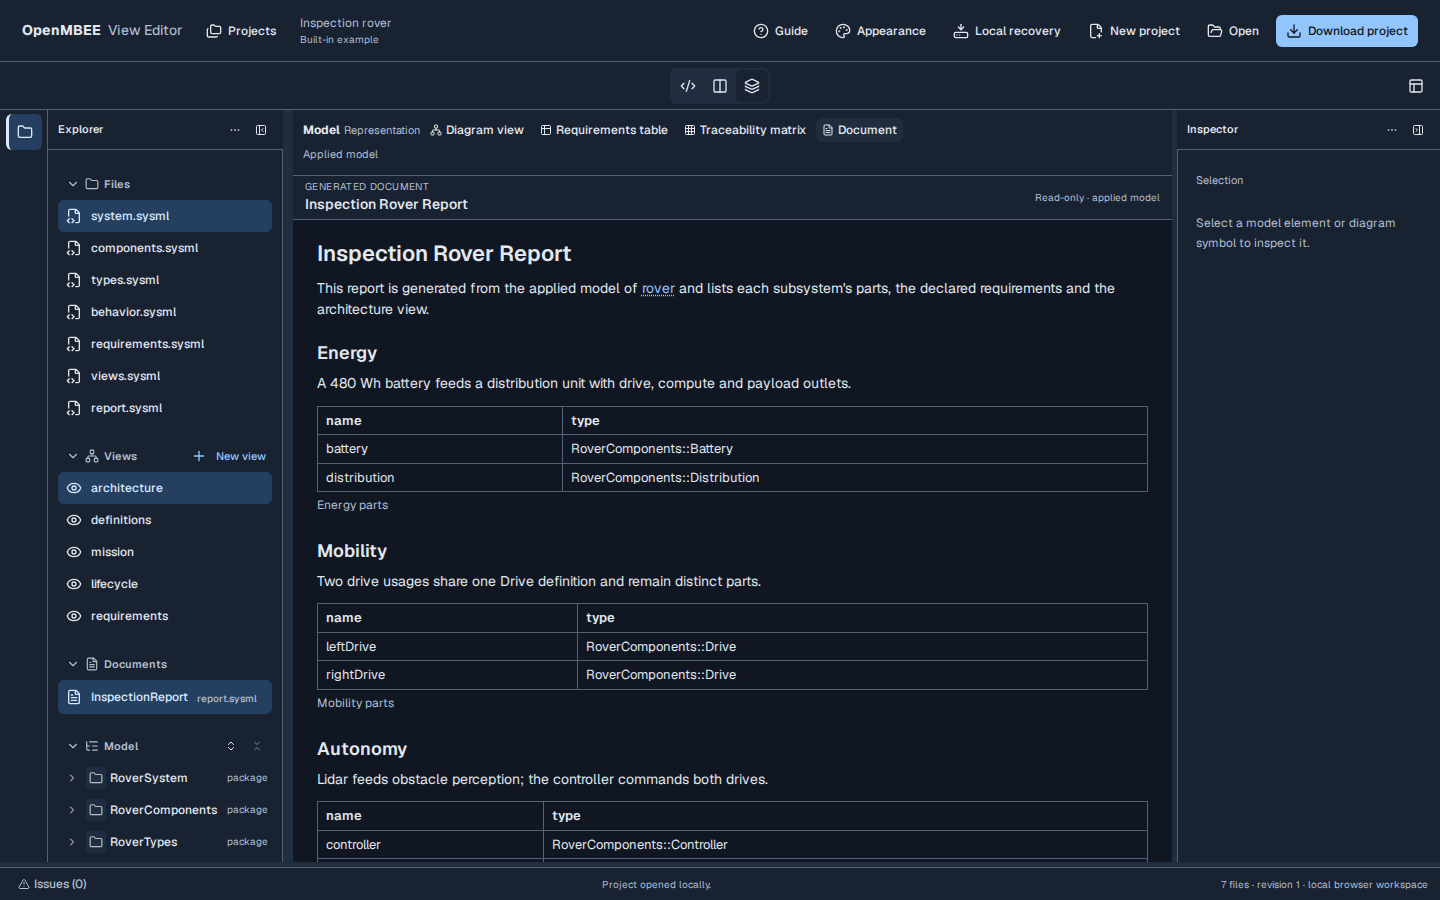 OpenMBEE View Editor
Projects
Inspection rover
Built-in example
Guide
Appearance
Local recovery
New project
Open
Download project
Explorer
Files
system.sysml
components.sysml
types.sysml
behavior.sysml
requirements.sysml
views.sysml
report.sysml
Views
New view
architecture
definitions
mission
lifecycle
requirements
Documents
InspectionReport report.sysml
Model
RoverSystem package
RoverComponents package
RoverTypes package
Model Representation Diagram view Requirements table Traceability matrix Document
Applied model
GENERATED DOCUMENT
Inspection Rover Report
Read-only · applied model
Inspection Rover Report
This report is generated from the applied model of rover and lists each subsystem's parts, the declared requirements and the
architecture view.
Energy
A 480 Wh battery feeds a distribution unit with drive, compute and payload outlets.
name type
battery RoverComponents::Battery
distribution RoverComponents::Distribution
Energy parts
Mobility
Two drive usages share one Drive definition and remain distinct parts.
name type
leftDrive RoverComponents::Drive
rightDrive RoverComponents::Drive
Mobility parts
Autonomy
Lidar feeds obstacle perception; the controller commands both drives.
name type
controller RoverComponents::Controller
Inspector
Selection
Select a model element or diagram
symbol to inspect it.
Issues (0)
Project opened locally.
7 files · revision 1 · local browser workspace